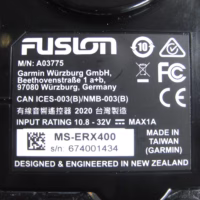 FUSION
M/N: A03775
Garmin Würzburg GmbH,
Beethovenstraße 1 a+b,
97080 Würzburg, Germany
10
CAN ICES-003(B)/NMB-003(B)
有線音響遙控器 2020 台灣製造
INPUT RATING 10.8 - 32V MAX1A
MS-ERX400
s/n: 674001434
MADE IN
TAIWAN
(GARMIN)
DESIGNED & ENGINEERED IN NEW ZEALAND